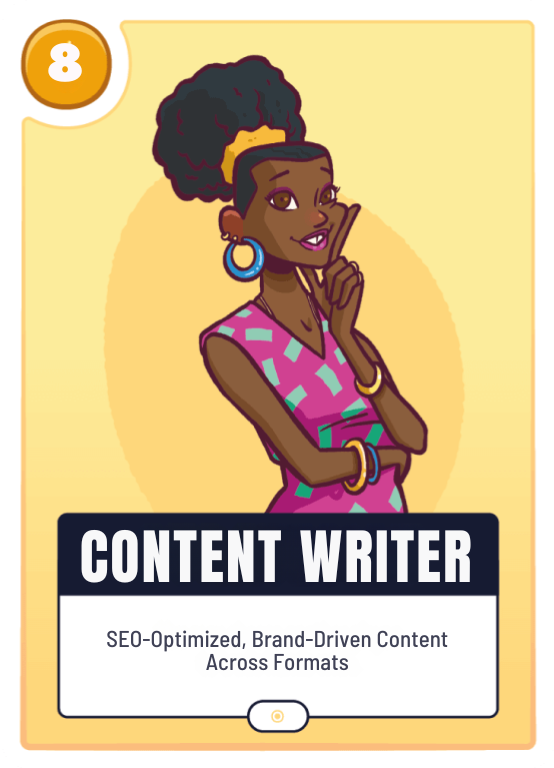 8
CONTENT WRITER
SEO-Optimized, Brand-Driven Content
Across Formats